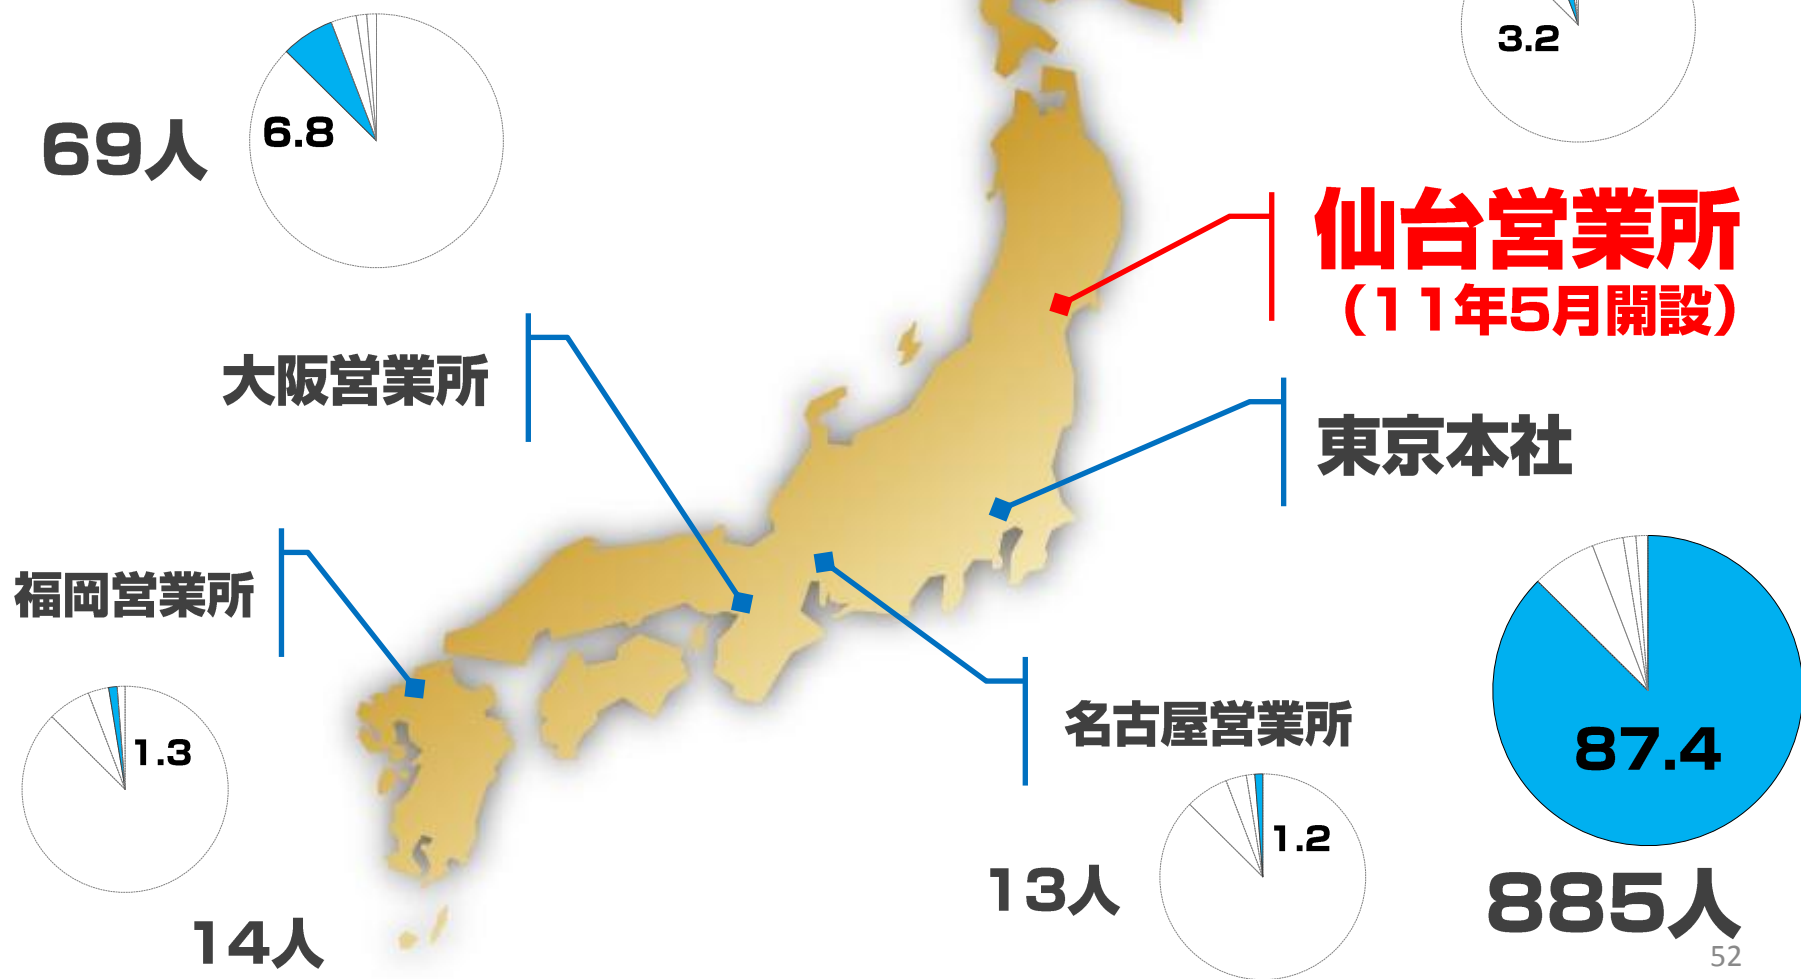 3.2
6.8
69人
仙台営業所
（11年5月開設）
大阪営業所
東京本社
福岡営業所
名古屋営業所
1.3
87.4
1.2
13人
885人
14人
52